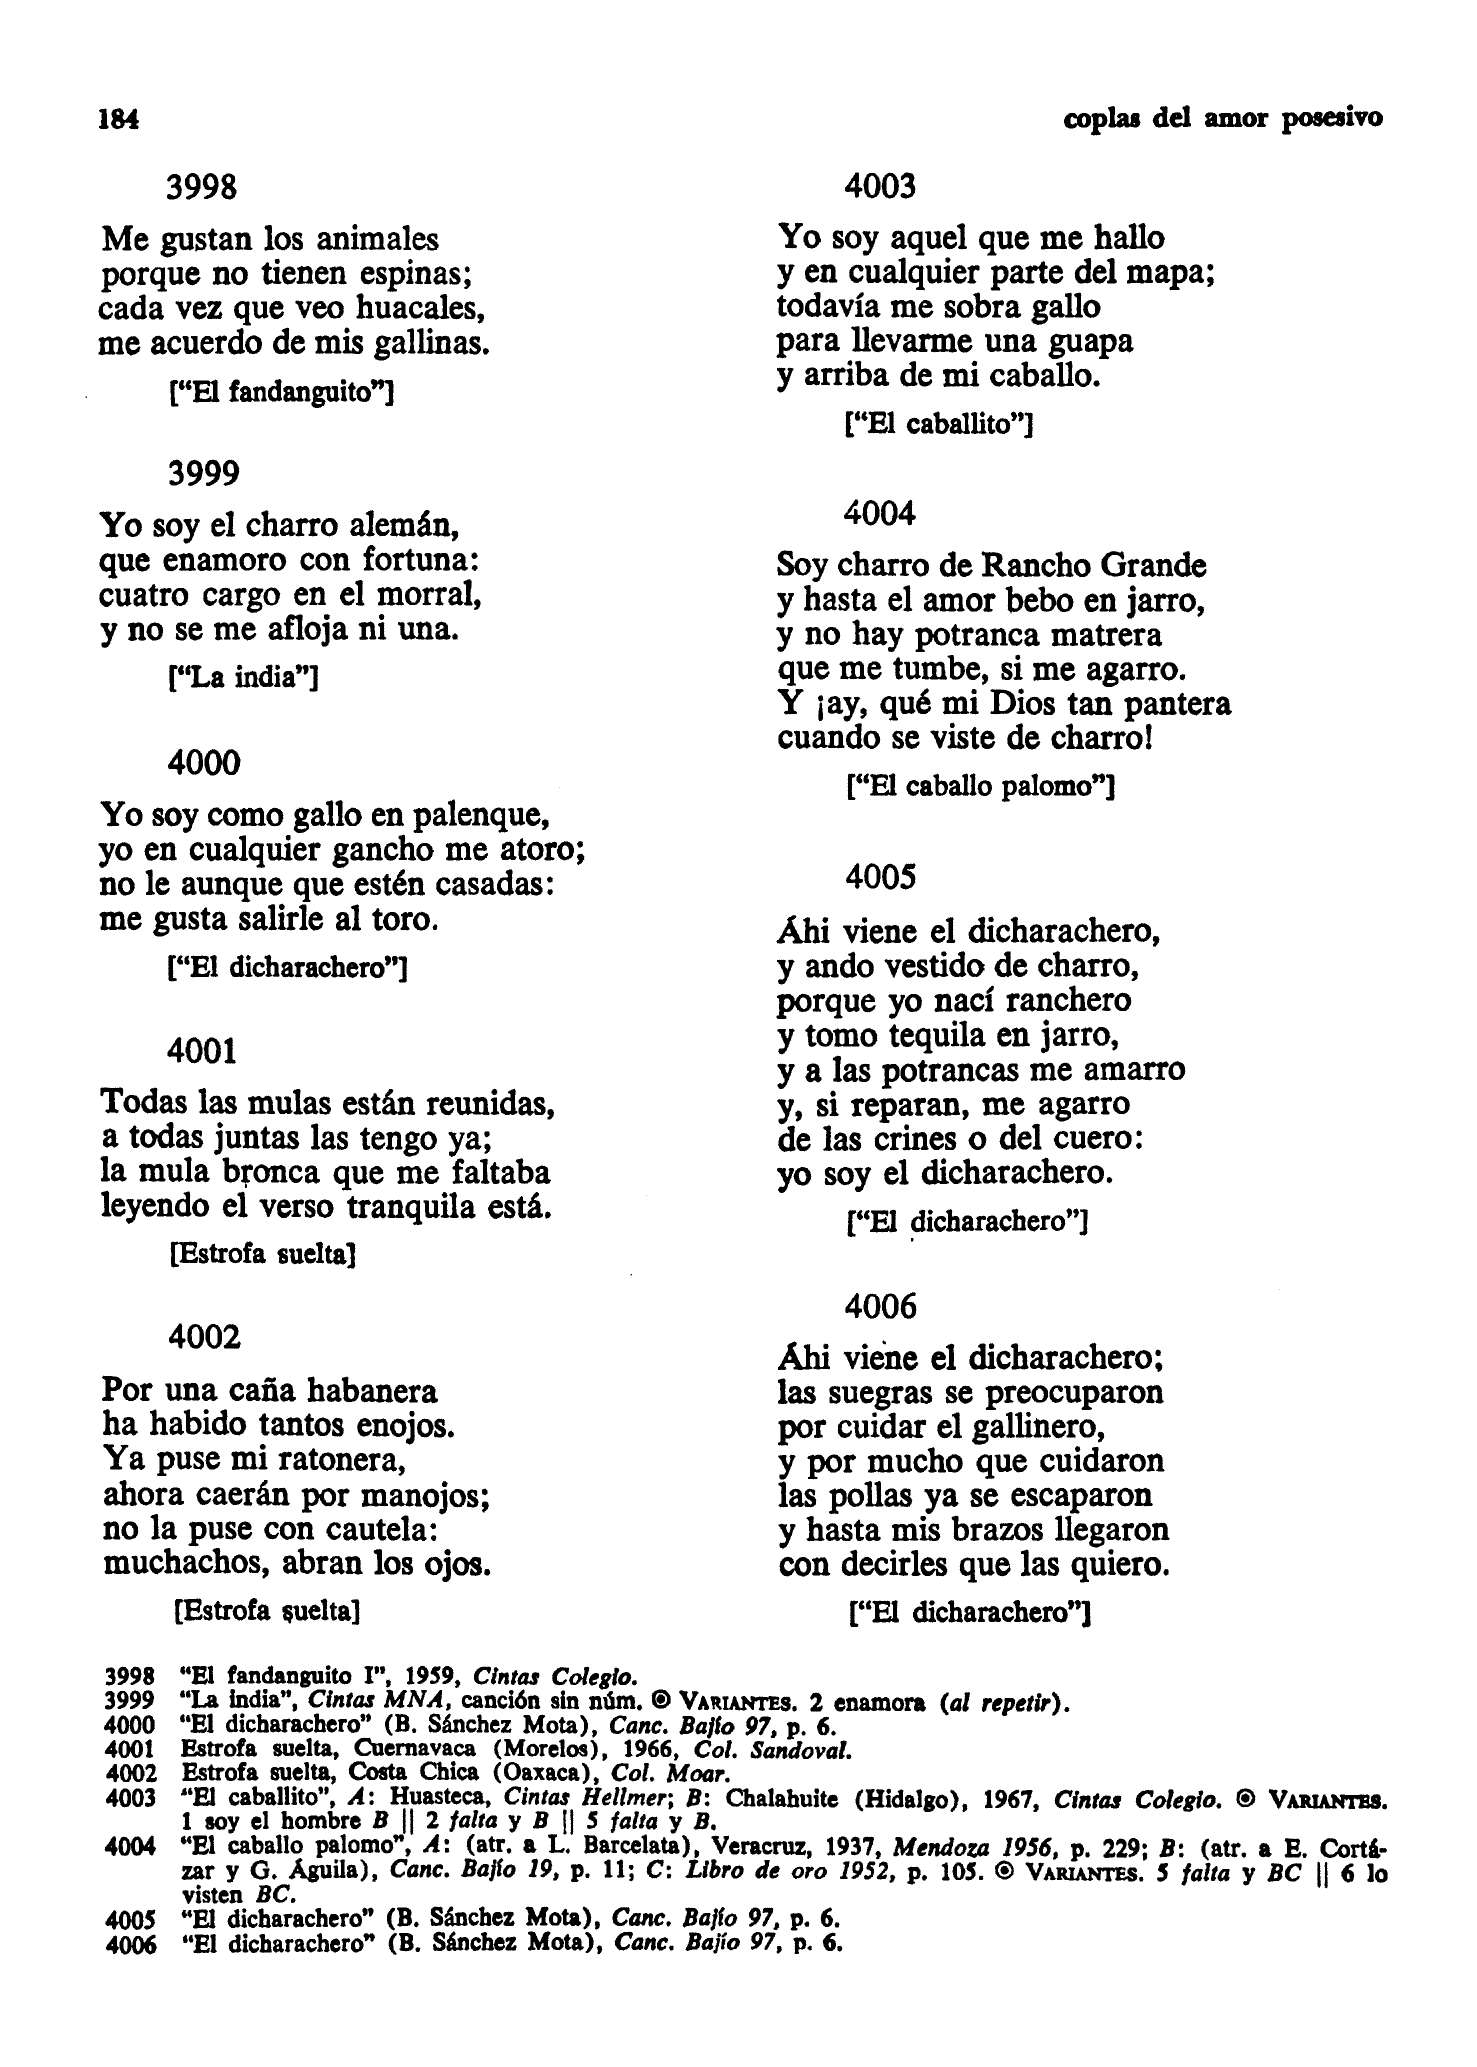 184
coplas del amor posesivo
3998
Me gustan los animales
porque no tienen espinas;
cada vez que veo huacales,
me acuerdo de mis gallinas.
[“El fandanguito”]
3999
Yo soy el charro alemán,
que enamoro con fortuna:
cuatro cargo en el morral,
y no se me afloja ni una.
[“La india”]
4000
Yo soy como gallo en palenque,
yo en cualquier gancho me atoro;
no le aunque que estén casadas:
me gusta salirle al toro.
[“El dicharachero”]
4001
Todas las mulas están reunidas,
a todas juntas las tengo ya;
la mula bronca que me faltaba
leyendo el verso tranquila está.
[Estrofa suelta]
4002
Por una caña habanera
ha habido tantos enojos.
Ya puse mi ratonera,
ahora caerán por manojos;
no la puse con cautela:
muchachos, abran los ojos.
[Estrofa suelta]
4003
Yo soy aquel que me hallo
y en cualquier parte del mapa;
todavía me sobra gallo
para llevarme una guapa
y arriba de mi caballo.
[“El caballito”]
4004
Soy charro de Rancho Grande
y hasta el amor bebo en jarro,
y no hay potranca matrera
que me tumbe, si me agarro.
Y ¡ay, qué mi Dios tan pantera
cuando se viste de charro!
[“El caballo palomo”]
4005
Áhi viene el dicharachero,
y ando vestido de charro,
porque yo nací ranchero
y tomo tequila en jarro,
y a las potrancas me amarro
y, si reparan, me agarro
de las crines o del cuero:
yo soy el dicharachero.
[“El dicharachero”]
4006
Áhi viene el dicharachero;
las suegras se preocuparon
por cuidar el gallinero,
y por mucho que cuidaron
las pollas ya se escaparon
y hasta mis brazos llegaron
con decirles que las quiero.
[“El dicharachero”]
3998 “El fandanguito I”, 1959, Cintas Colegio.
3999 “La india”, Cintas MNA, canción sin núm. ⊙ VARIANTES. 2 enamora (al repetir).
4000 “El dicharachero” (B. Sánchez Mota), Canc. Bajío 97, p. 6.
4001 Estrofa suelta, Cuernavaca (Morelos), 1966, Col. Sandoval.
4002 Estrofa suelta, Costa Chica (Oaxaca), Col. Moar.
4003 “El caballito”, A: Huasteca, Cintas Hellmer; B: Chalahuite (Hidalgo), 1967, Cintas Colegio. ⊙ VARIANTES.
1 soy el hombre B || 2 falta y B || 5 falta y B.
4004 “El caballo palomo”, A: (atr. a L. Barcelata), Veracruz, 1937, Mendoza 1956, p. 229; B: (atr. a E. Cortá-
zar y G. Águila), Canc. Bajío 19, p. 11; C: Libro de oro 1952, p. 105. ⊙ VARIANTES. 5 falta y BC || 6 lo
visten BC.
4005 “El dicharachero” (B. Sánchez Mota), Canc. Bajío 97, p. 6.
4006 “El dicharachero” (B. Sánchez Mota), Canc. Bajío 97, p. 6.